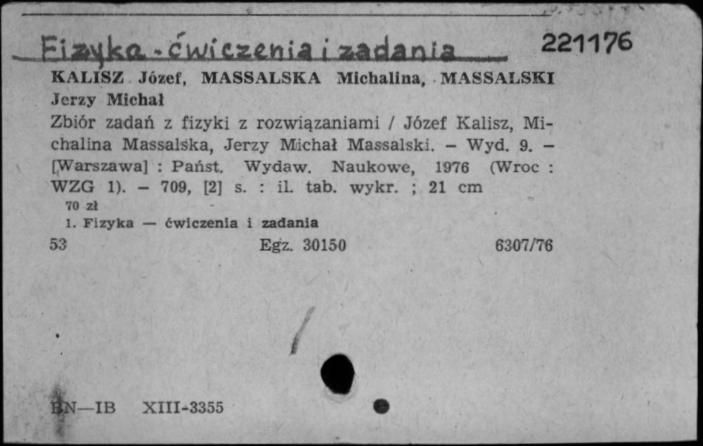 Fizyka - ćwiczenia i zadania 221176
KALISZ Józef, MASSALSKA Michalina, MASSALSKI
Jerzy Michał
Zbiór zadań z fizyki z rozwiązaniami / Józef Kalisz, Mi-
chalina Massalska, Jerzy Michał Massalski. — Wyd. 9. —
[Warszawa] : Państ. Wydaw. Naukowe, 1976 (Wroc :
WZG 1). — 709, [2] s. : il. tab. wykr. ; 21 cm
70 zł
1. Fizyka — ćwiczenia i zadania
53 Egz. 30150 6307/76
BN—IB XIII-3355